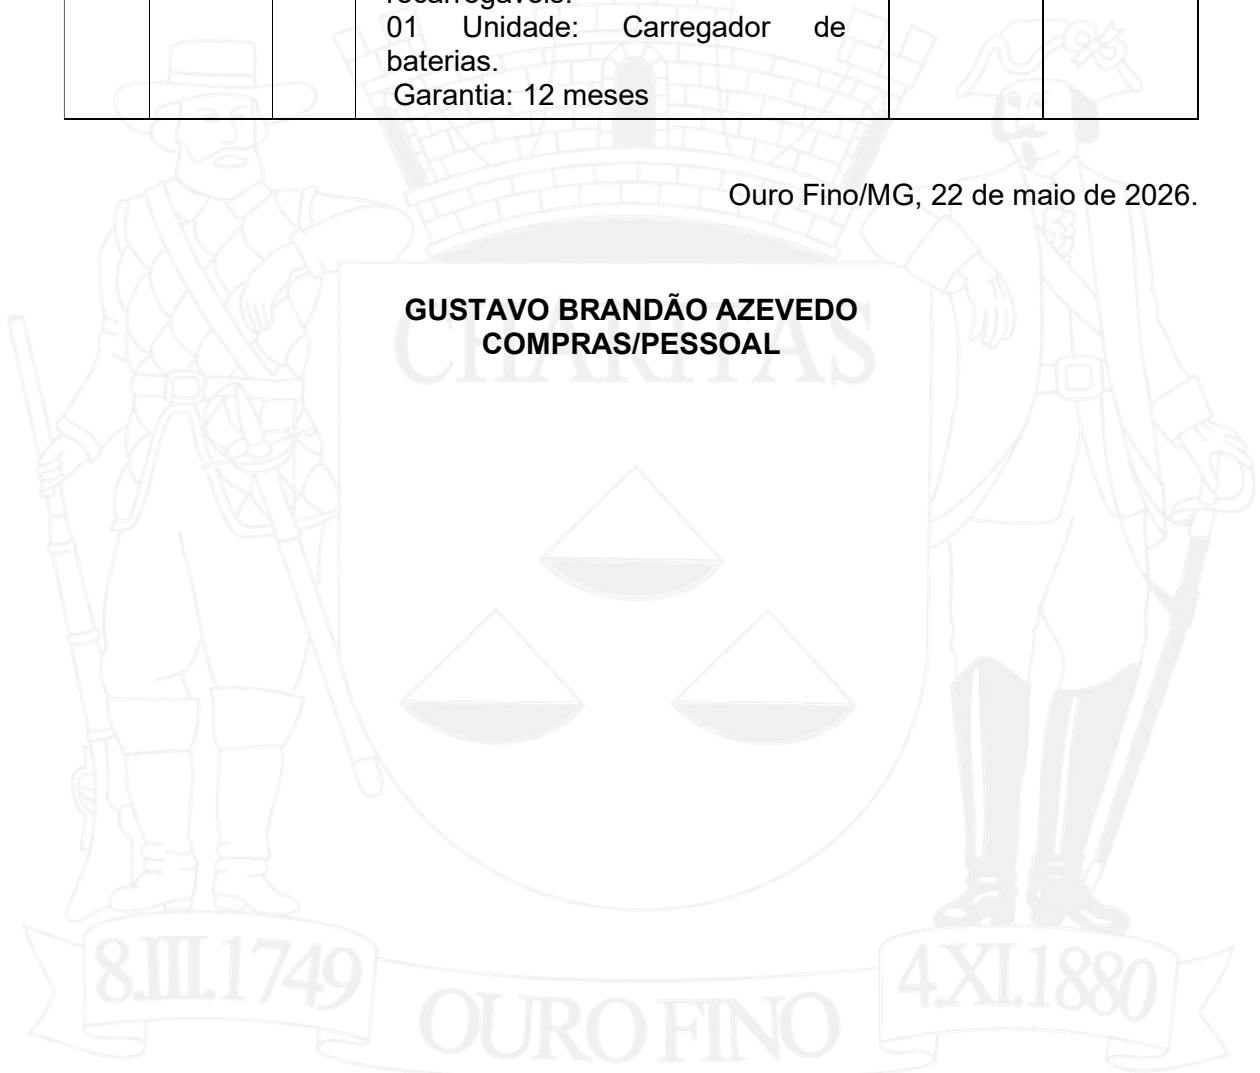 recarregáveis.
01 Unidade: Carregador de
baterias.
Garantia: 12 meses
Ouro Fino/MG, 22 de maio de 2026.
GUSTAVO BRANDÃO AZEVEDO
COMPRAS/PESSOAL
CHARITAS
8.III.1749
OURO FINO
4.XI.1880